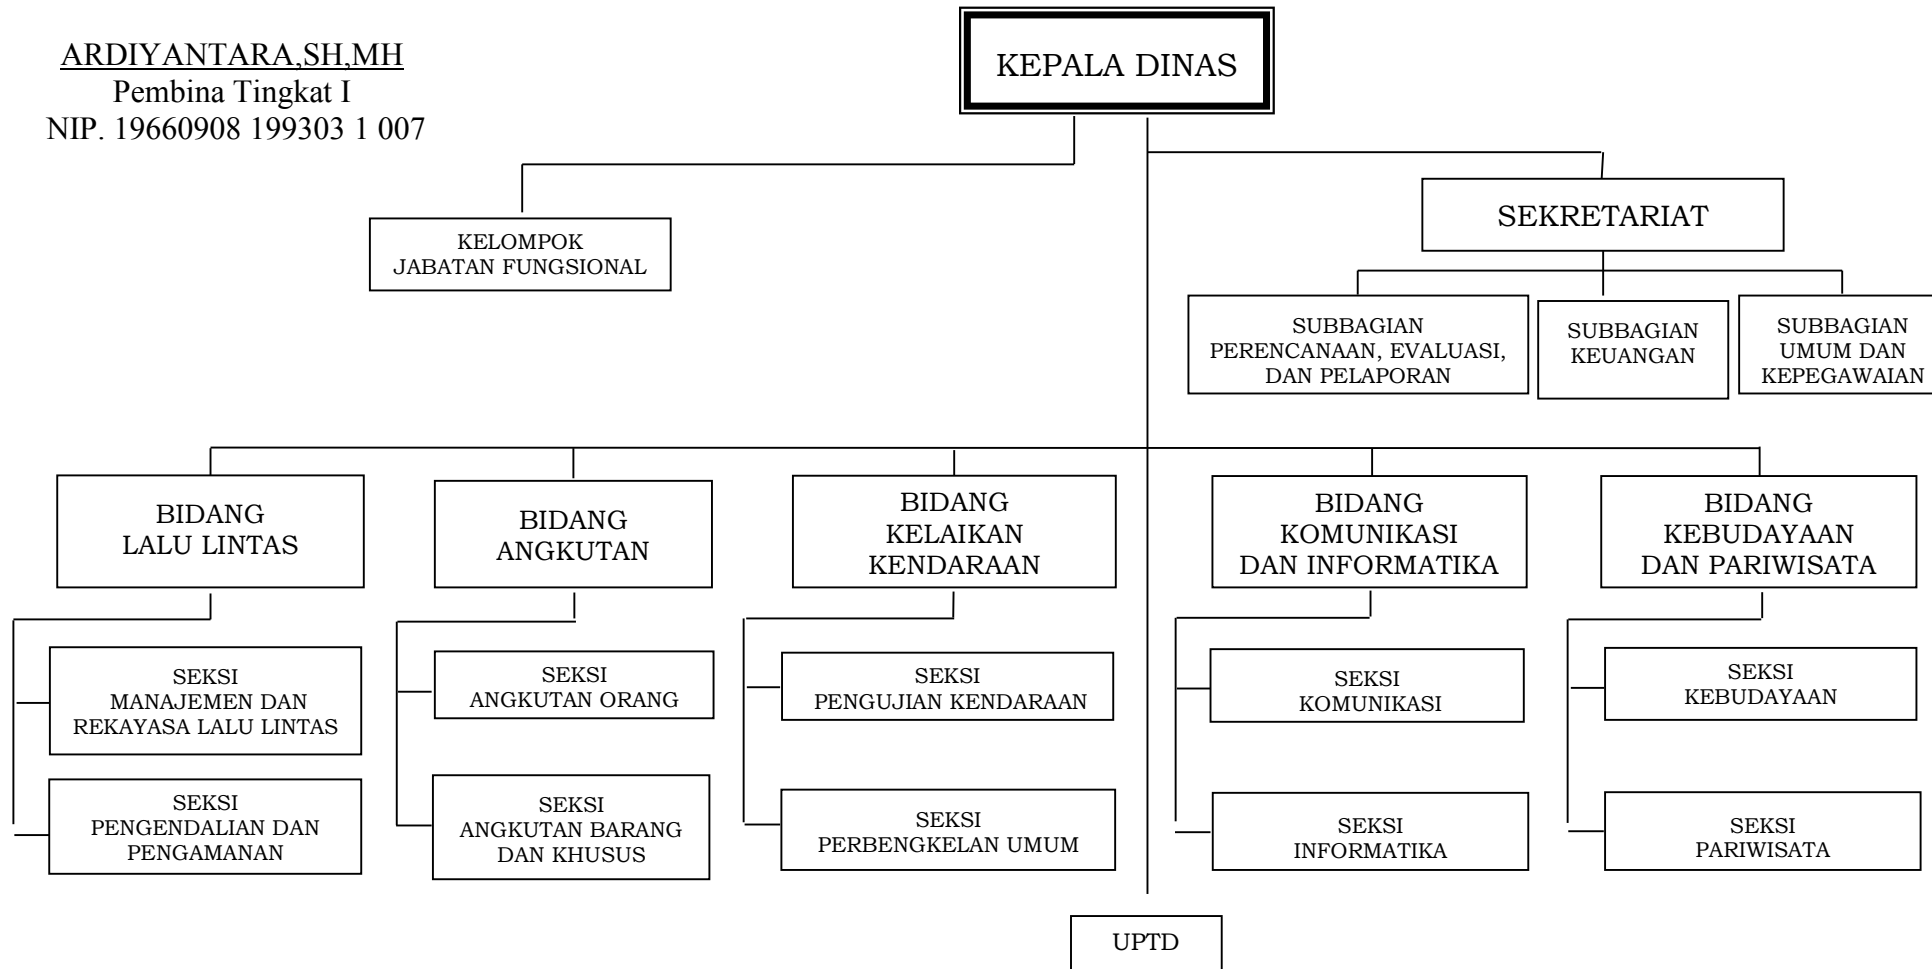 ARDIYANTARA,SH,MH
Pembina Tingkat I
NIP. 19660908 199303 1 007
KEPALA DINAS
KELOMPOK
JABATAN FUNGSIONAL
SEKRETARIAT
SUBBAGIAN
PERENCANAAN, EVALUASI,
DAN PELAPORAN
SUBBAGIAN
KEUANGAN
SUBBAGIAN
UMUM DAN
KEPEGAWAIAN
BIDANG
LALU LINTAS
BIDANG
ANGKUTAN
BIDANG
KELAIKAN
KENDARAAN
BIDANG
KOMUNIKASI
DAN INFORMATIKA
BIDANG
KEBUDAYAAN
DAN PARIWISATA
SEKSI
MANAJEMEN DAN
REKAYASA LALU LINTAS
SEKSI
ANGKUTAN ORANG
SEKSI
PENGUJIAN KENDARAAN
SEKSI
KOMUNIKASI
SEKSI
KEBUDAYAAN
SEKSI
PENGENDALIAN DAN
PENGAMANAN
SEKSI
ANGKUTAN BARANG
DAN KHUSUS
SEKSI
PERBENGKELAN UMUM
SEKSI
INFORMATIKA
SEKSI
PARIWISATA
UPTD